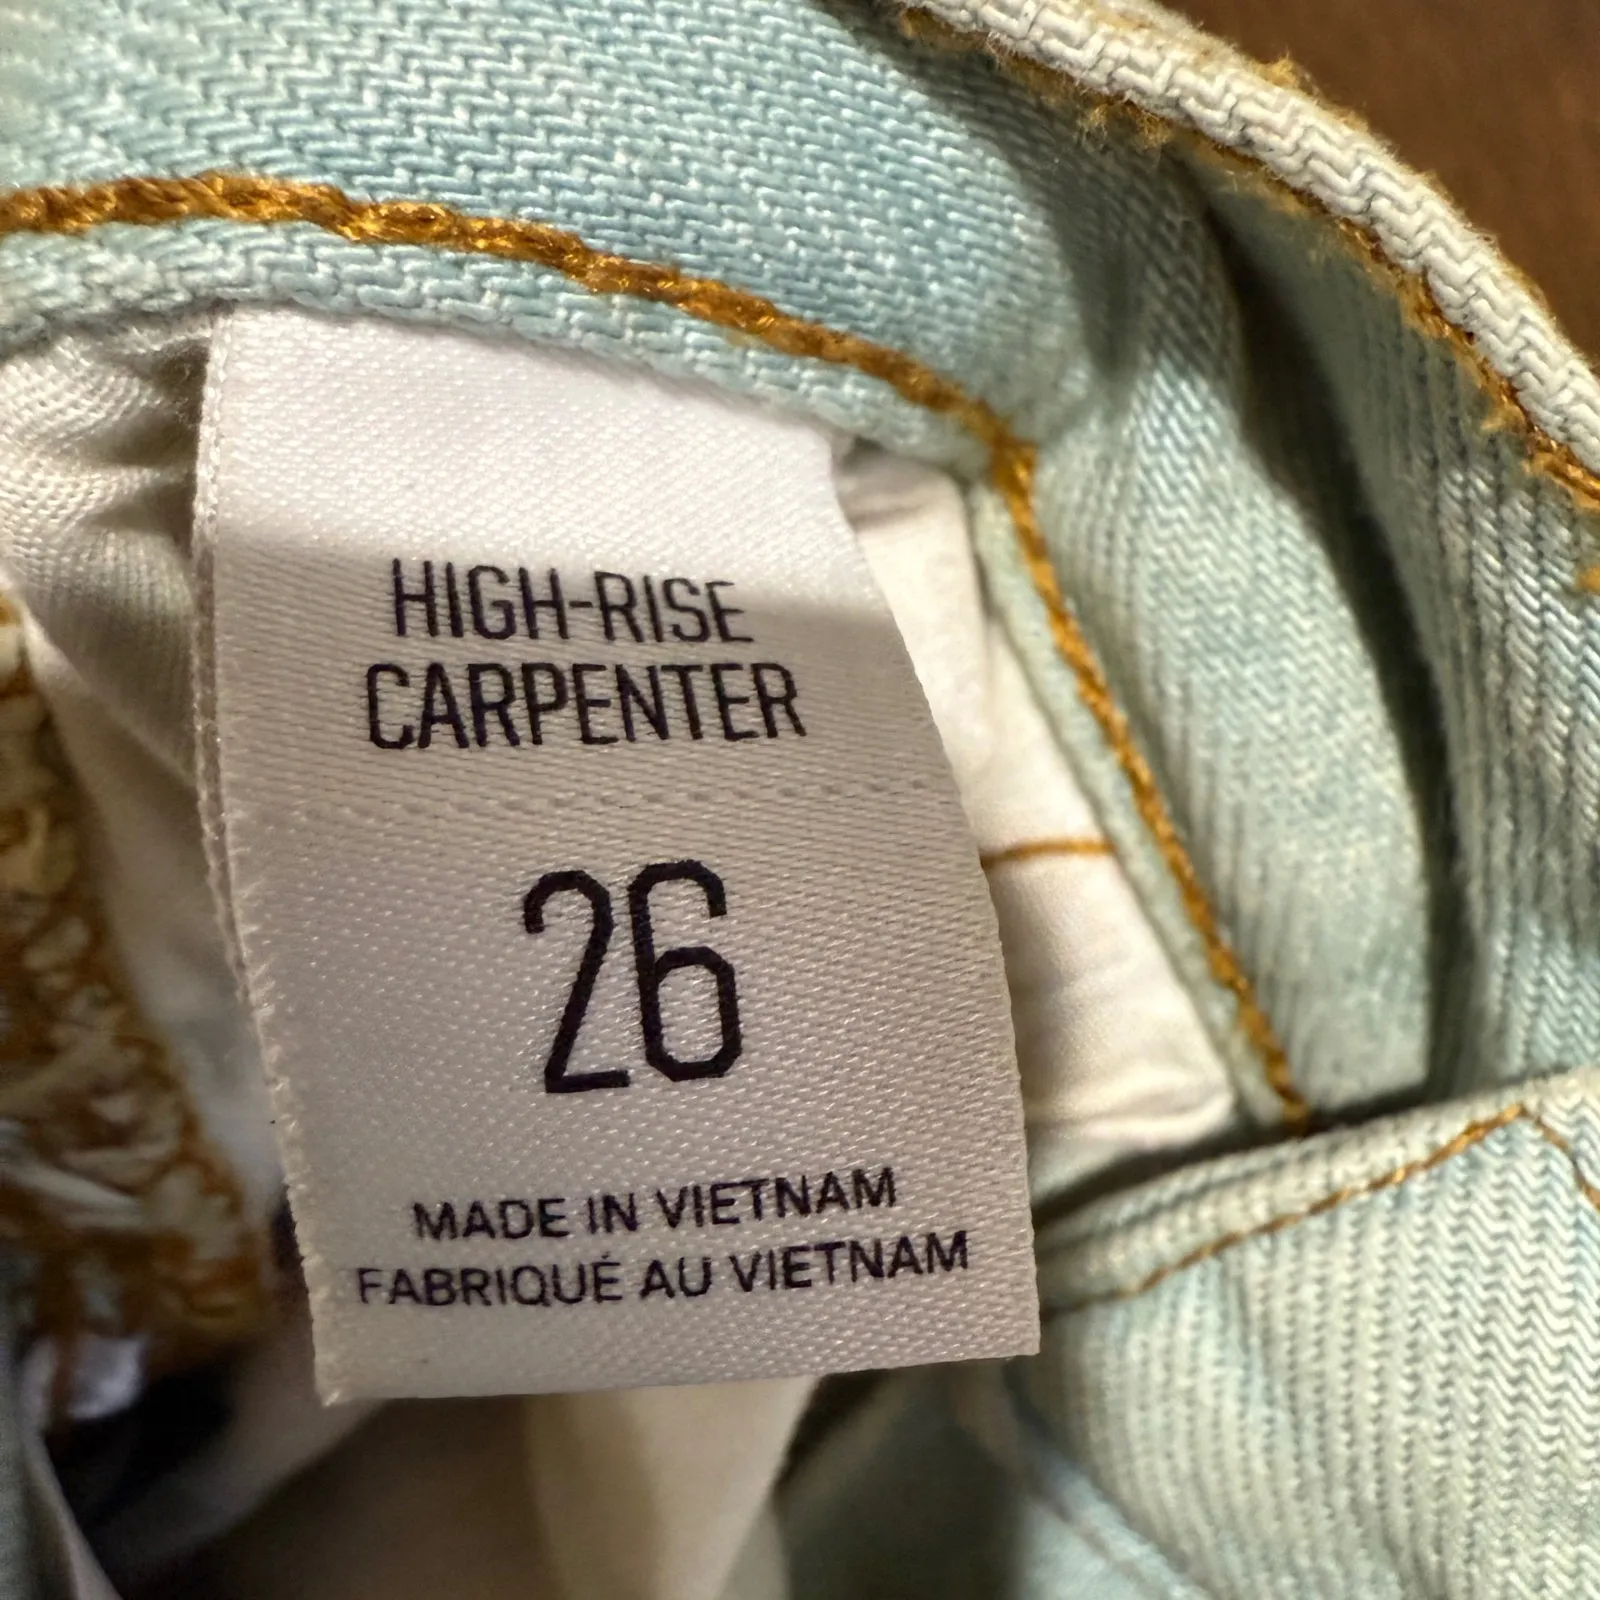 HIGH-RISE
CARPENTER
26
MADE IN VIETNAM
FABRIQUÉ AU VIETNAM